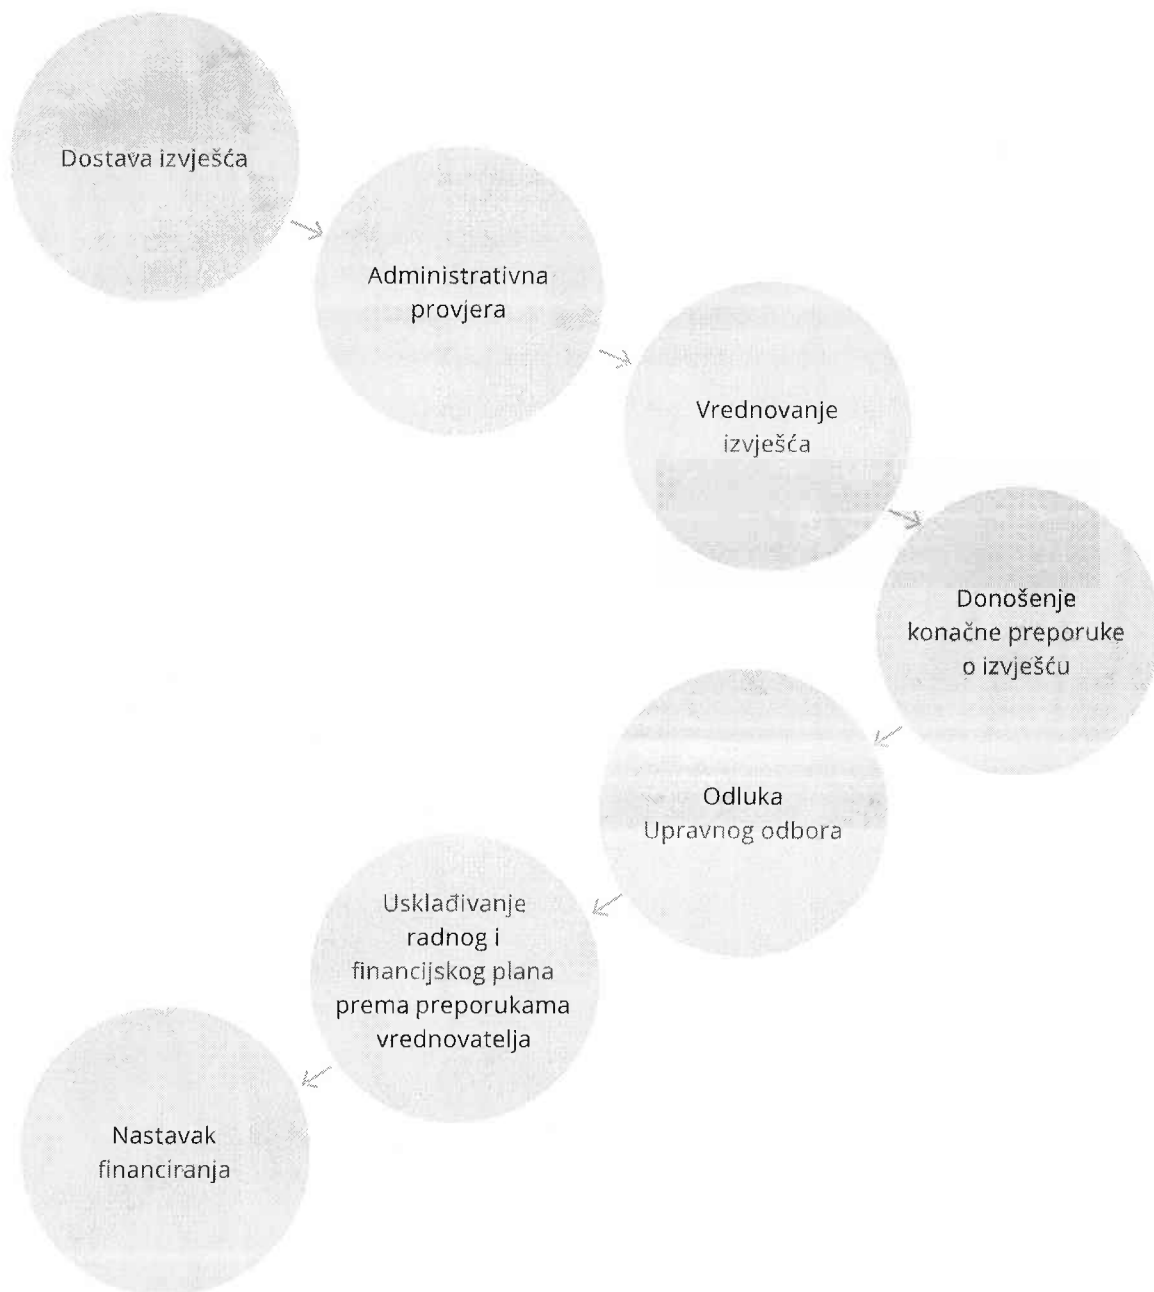 Dostava izvješća
Administrativna
provjera
Vrednovanje
izvješća
Donošenje
konačne preporuke
o izvješću
Odluka
Upravnog odbora
Usklađivanje
radnog i
financijskog plana
prema preporukama
vrednovatelja
Nastavak
financiranja